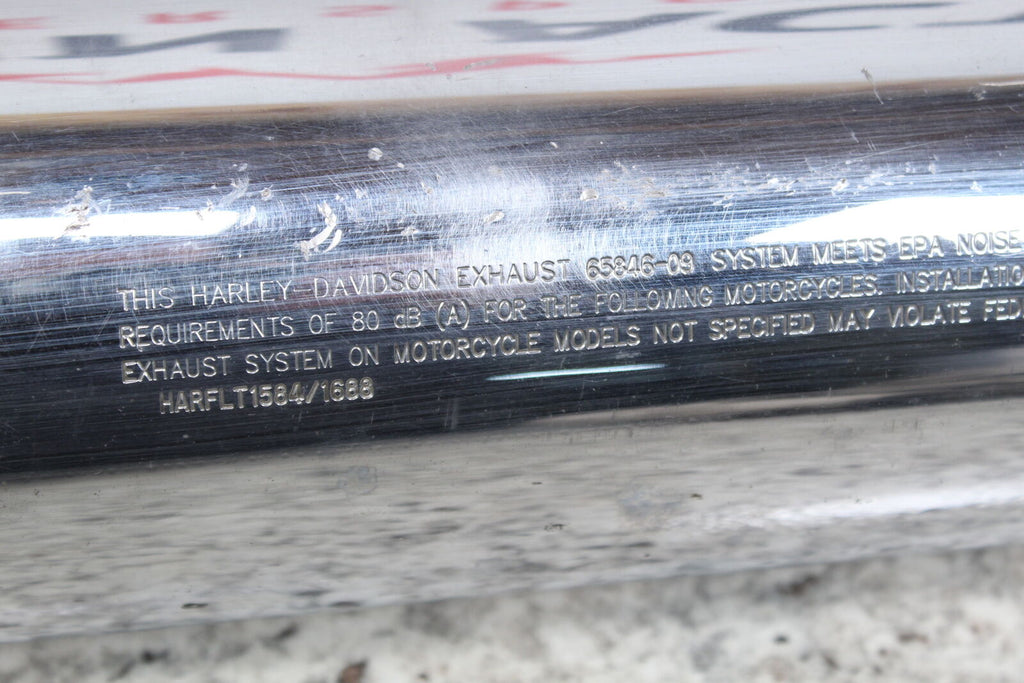 THIS HARLEY-DAVIDSON EXHAUST 65846-09 SYSTEM MEETS EPA NOISE
REQUIREMENTS OF 80 dB (A) FOR THE FOLLOWING MOTORCYCLES. INSTALLATIO
EXHAUST SYSTEM ON MOTORCYCLE MODELS NOT SPECIFIED MAY VIOLATE FED
HARFLT1584/1688